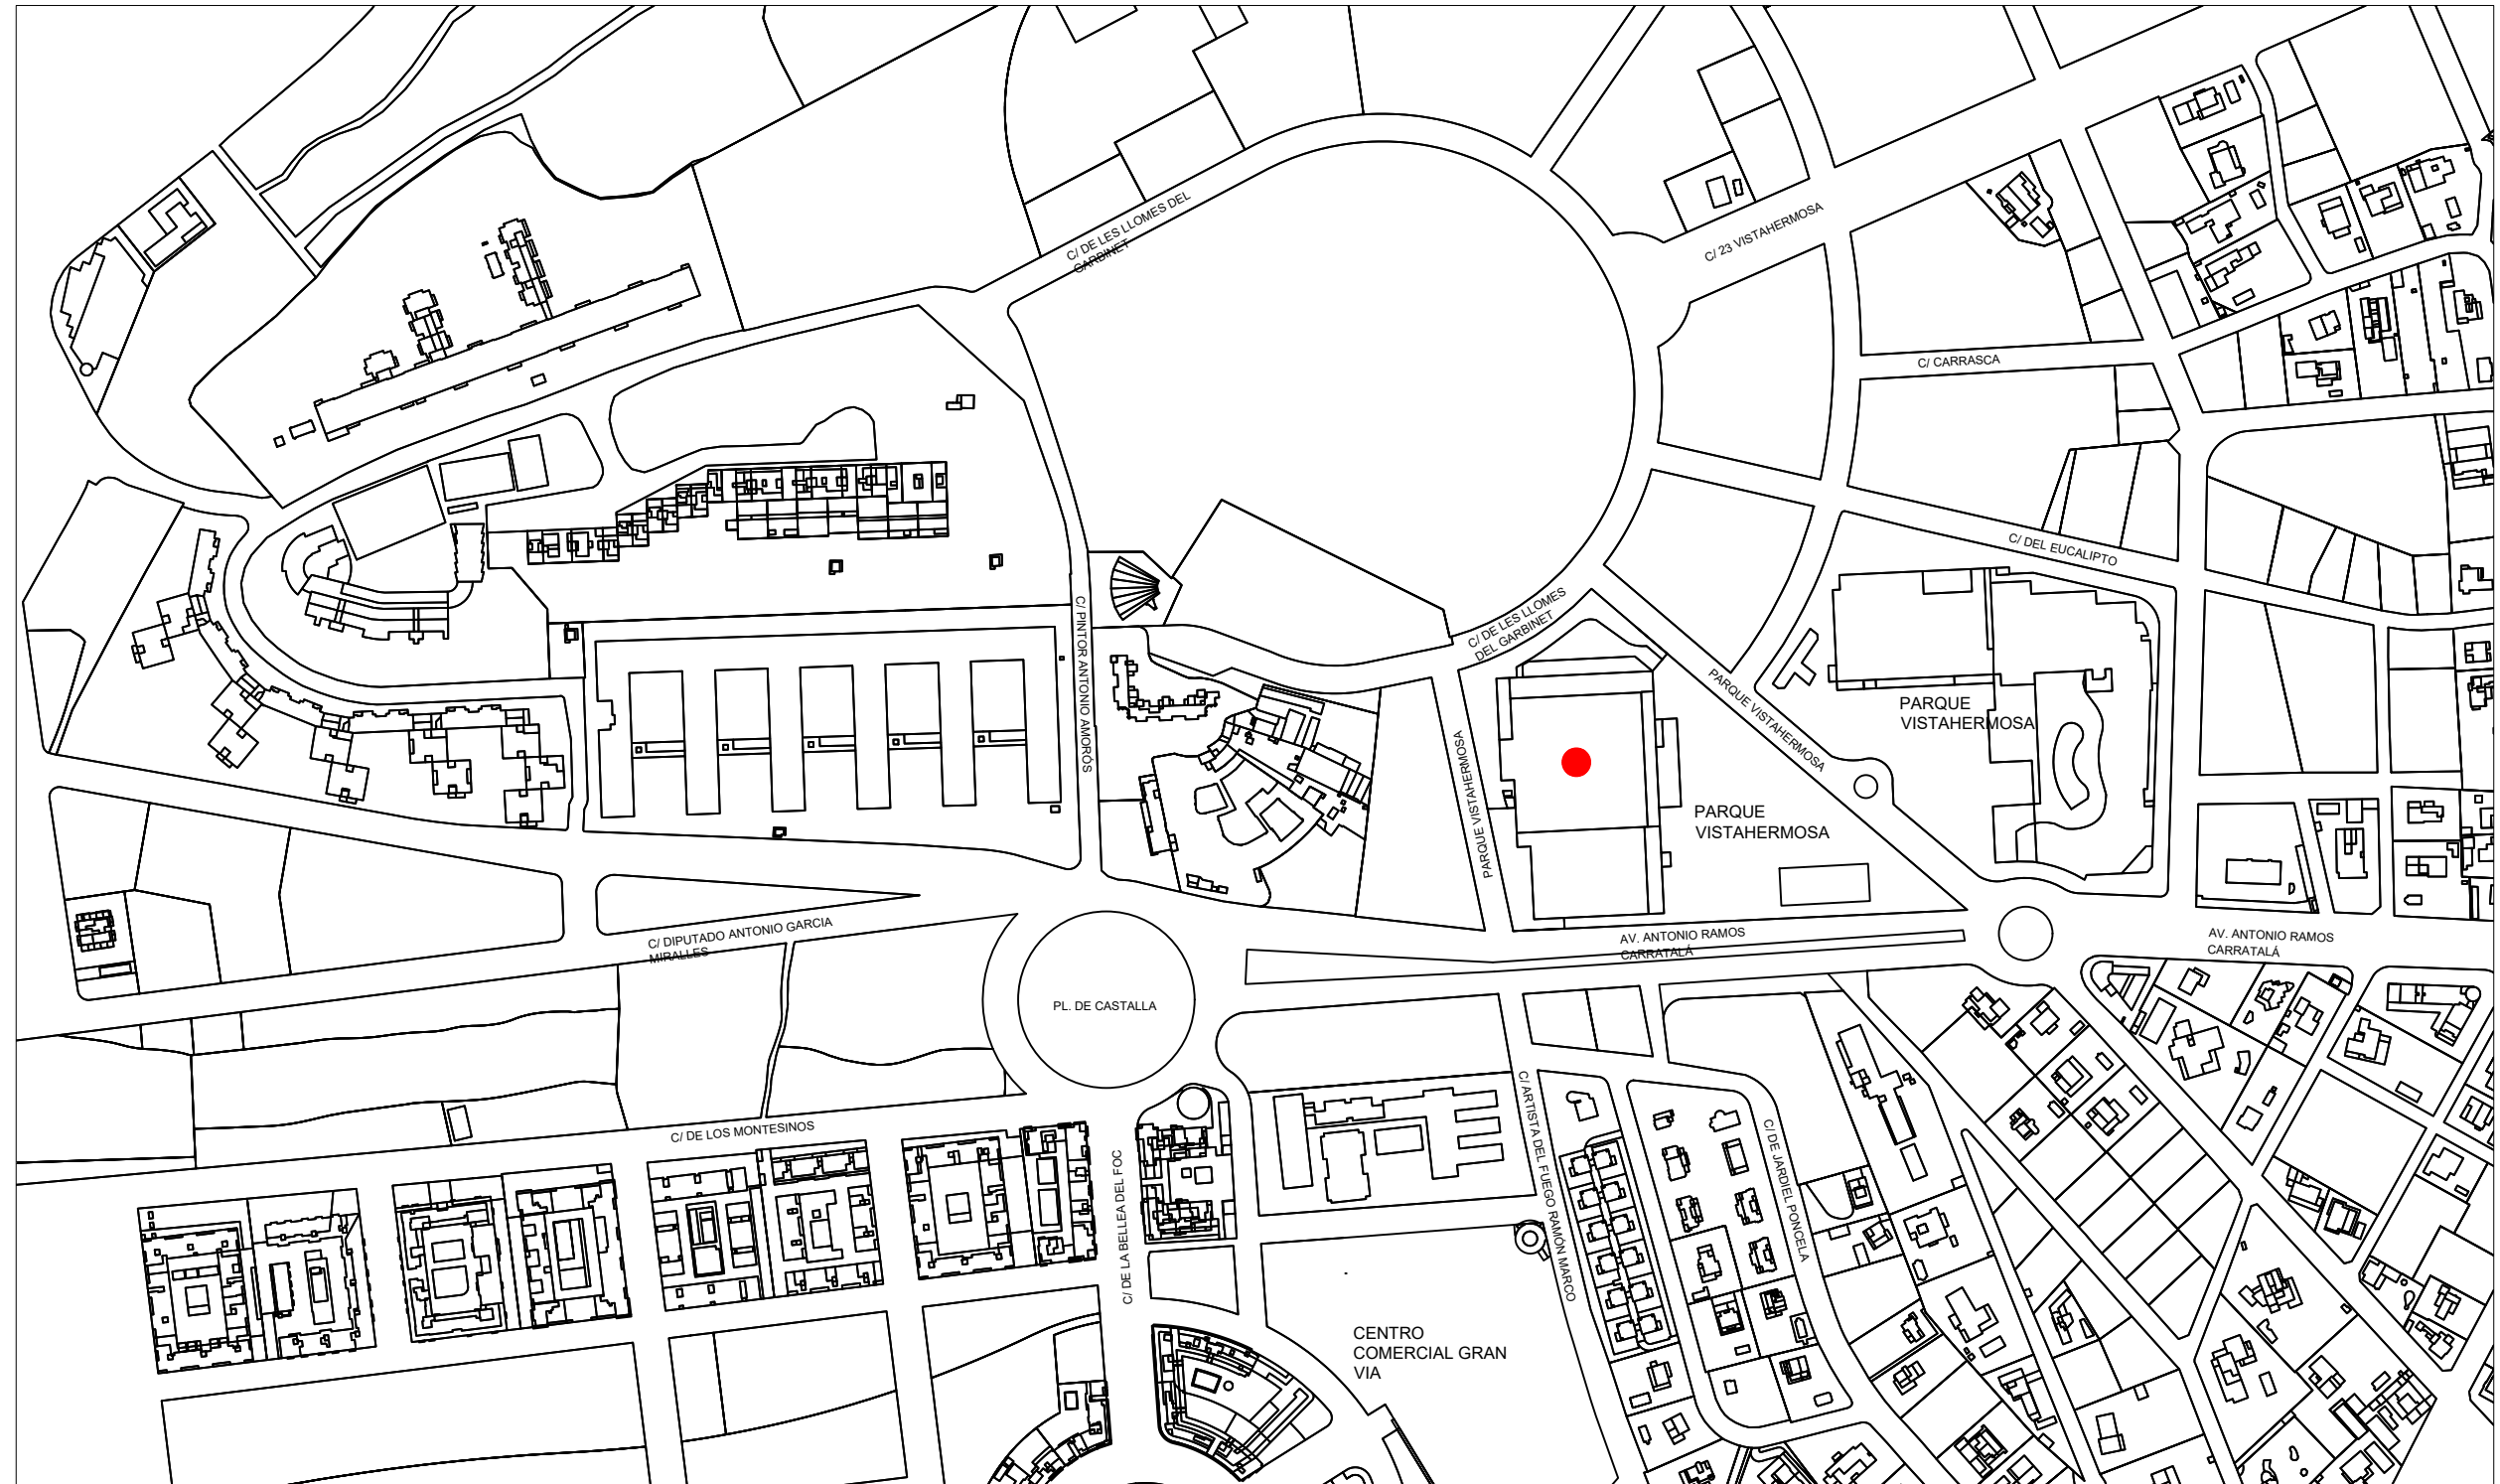 C/ DE LES LLOMES DEL
GARBINET
C/ 23 VISTAHERMOSA
C/ CARRASCA
C/ DEL EUCALIPTO
C/ PINTOR ANTONIO AMORÓS
C/ DE LES LLOMES
DEL GARBINET
PARQUE VISTAHERMOSA
PARQUE
VISTAHERMOSA
PARQUE VISTAHERMOSA
PARQUE
VISTAHERMOSA
C/ DIPUTADO ANTONIO GARCIA
MIRALLES
AV. ANTONIO RAMOS
CARRATALÁ
AV. ANTONIO RAMOS
CARRATALÁ
PL. DE CASTALLA
C/ DE LOS MONTESINOS
C/ DE LA BELLEA DEL FOC
C/ ARTISTA DEL FUEGO RAMÓN MARCO
C/ DE JARDIEL PONCELA
CENTRO
COMERCIAL GRAN
VIA